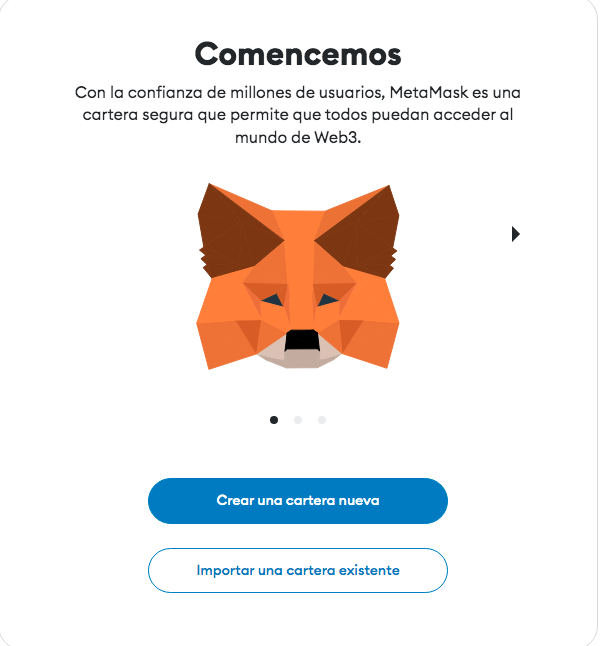 Comencemos
Con la confianza de millones de usuarios, MetaMask es una
cartera segura que permite que todos puedan acceder al
mundo de Web3.
Crear una cartera nueva
Importar una cartera existente